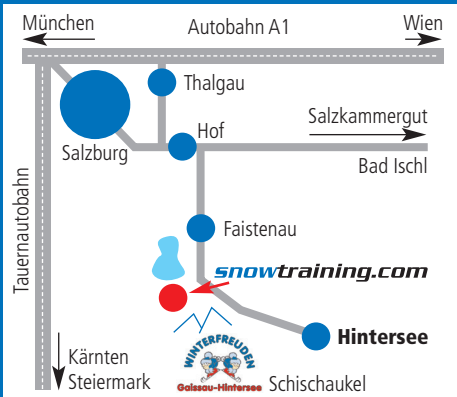 München
Autobahn A1
Wien
Thalgau
Salzkammergut
Hof
Salzburg
Bad Ischl
Tauernautobahn
Faistenau
snowtraining.com
Hintersee
WINTERFREUDEN
Gaissau-Hintersee
Schischaukel
Kärnten
Steiermark